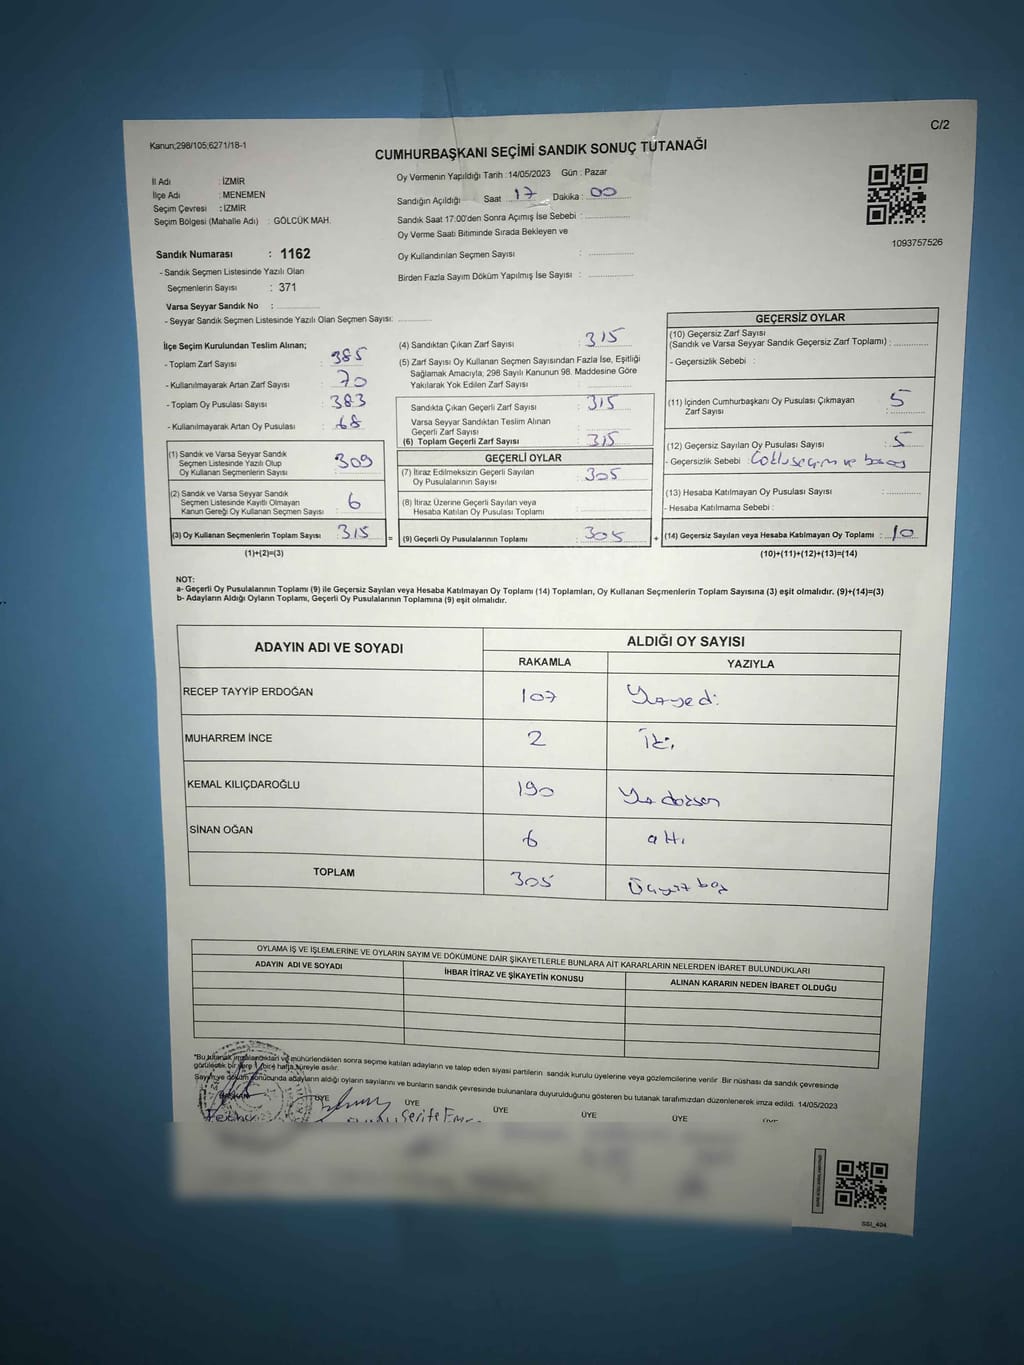 C/2
Kanun;298/105;6271/18-1
CUMHURBAŞKANI SEÇİMİ SANDIK SONUÇ TUTANAĞI
İl Adı : İZMİR
İlçe Adı : MENEMEN
Seçim Çevresi : İZMİR
Seçim Bölgesi (Mahalle Adı) : GÖLCÜK MAH.
Sandık Numarası : 1162
- Sandık Seçmen Listesinde Yazılı Olan
Seçmenlerin Sayısı : 371
Varsa Seyyar Sandık No :
- Seyyar Sandık Seçmen Listesinde Yazılı Olan Seçmen Sayısı:
Oy Vermenin Yapıldığı Tarih : 14/05/2023 Gün : Pazar
Sandığın Açıldığı Saat 17 Dakika : 00
Sandık Saat 17:00'den Sonra Açımış İse Sebebi :
Oy Verme Saati Bitiminde Sırada Bekleyen ve
Oy Kullandırılan Seçmen Sayısı :
Birden Fazla Sayım Döküm Yapılmış İse Sayısı :
1093757526
İlçe Seçim Kurulundan Teslim Alınan;
- Toplam Zarf Sayısı : 385
- Kullanılmayarak Artan Zarf Sayısı : 70
- Toplam Oy Pusulası Sayısı : 383
- Kullanılmayarak Artan Oy Pusulası : 68
(1) Sandık ve Varsa Seyyar Sandık
Seçmen Listesinde Yazılı Olup
Oy Kullanan Seçmenlerin Sayısı : 309
(2) Sandık ve Varsa Seyyar Sandık
Seçmen Listesinde Kayıtlı Olmayan
Kanun Gereği Oy Kullanan Seçmen Sayısı : 6
(3) Oy Kullanan Seçmenlerin Toplam Sayısı : 315
(1)+(2)=(3)
(4) Sandıktan Çıkan Zarf Sayısı : 315
(5) Zarf Sayısı Oy Kullanan Seçmen Sayısından Fazla İse, Eşitliği
Sağlamak Amacıyla; 298 Sayılı Kanunun 98. Maddesine Göre
Yakılarak Yok Edilen Zarf Sayısı :
Sandıkta Çıkan Geçerli Zarf Sayısı : 315
Varsa Seyyar Sandıktan Teslim Alınan
Geçerli Zarf Sayısı :
(6) Toplam Geçerli Zarf Sayısı : 315
GEÇERLİ OYLAR
(7) İtiraz Edilmeksizin Geçerli Sayılan
Oy Pusulalarının Sayısı : 305
(8) İtiraz Üzerine Geçerli Sayılan veya
Hesaba Katılan Oy Pusulası Toplamı :
= (9) Geçerli Oy Pusulalarının Toplamı : 305 +
GEÇERSİZ OYLAR
(10) Geçersiz Zarf Sayısı
(Sandık ve Varsa Seyyar Sandık Geçersiz Zarf Toplamı) :
- Geçersizlik Sebebi :
(11) İçinden Cumhurbaşkanı Oy Pusulası Çıkmayan
Zarf Sayısı : 5
(12) Geçersiz Sayılan Oy Pusulası Sayısı : 5
- Geçersizlik Sebebi : Çoklu seçim ve
(13) Hesaba Katılmayan Oy Pusulası Sayısı :
- Hesaba Katılmama Sebebi :
(14) Geçersiz Sayılan veya Hesaba Katılmayan Oy Toplamı : 10
(10)+(11)+(12)+(13)=(14)
NOT:
a- Geçerli Oy Pusulalarının Toplamı (9) ile Geçersiz Sayılan veya Hesaba Katılmayan Oy Toplamı (14) Toplamları, Oy Kullanan Seçmenlerin Toplam Sayısına (3) eşit olmalıdır. (9)+(14)=(3)
b- Adayların Aldığı Oyların Toplamı, Geçerli Oy Pusulalarının Toplamına (9) eşit olmalıdır.
ADAYIN ADI VE SOYADI
ALDIĞI OY SAYISI
RAKAMLA YAZIYLA
RECEP TAYYİP ERDOĞAN 107 Yüzyedi
MUHARREM İNCE 2 İki
KEMAL KILIÇDAROĞLU 190 Yüz doksan
SİNAN OĞAN 6 altı
TOPLAM 305 Üçyüz beş
OYLAMA İŞ VE İŞLEMLERİNE VE OYLARIN SAYIM VE DÖKÜMÜNE DAİR ŞİKAYETLERLE BUNLARA AİT KARARLARIN NELERDEN İBARET BULUNDUKLARI
ADAYIN ADI VE SOYADI İHBAR İTİRAZ VE ŞİKAYETİN KONUSU ALINAN KARARIN NEDEN İBARET OLDUĞU
*Bu tutanak imzalandıktan ve mühürlendikten sonra seçime katılan adayların ve talep eden siyasi partilerin sandık kurulu üyelerine veya gözlemcilerine verilir. Bir nüshası da sandık çevresinde
görülecek bir yere 1 (bir) hafta süreyle asılır.
Sayım ve döküm sonucunda adayların aldığı oyların sayılarını ve bunların sandık çevresinde bulunanlara duyurulduğunu gösteren bu tutanak tarafımızdan düzenlenerek imza edildi. 14/05/2023
BAŞKAN ÜYE ÜYE ÜYE ÜYE ÜYE ÜYE
SSI_404